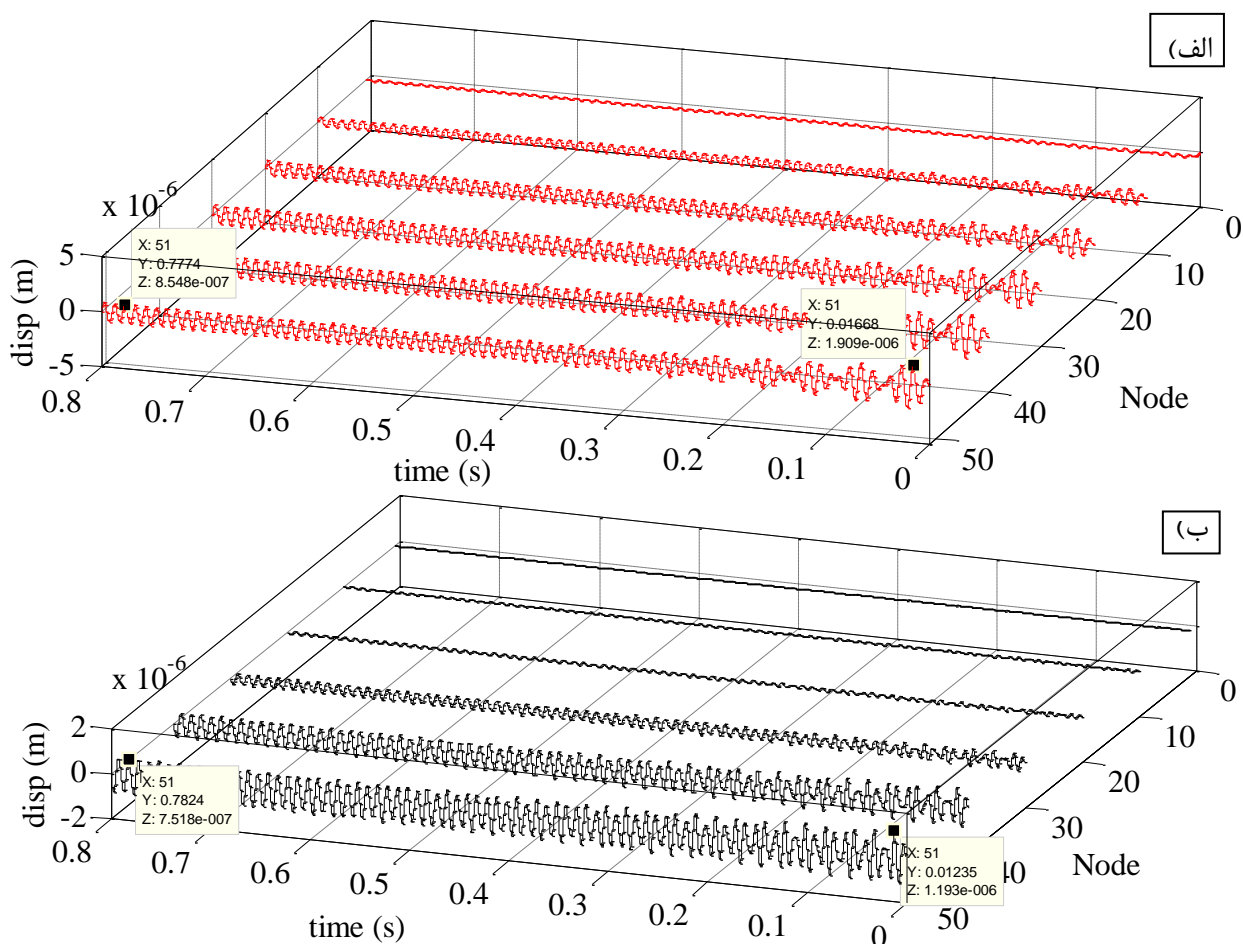 الف)
x 10-6
5
0
-5
disp (m)
X: 51
Y: 0.7774
Z: 8.548e-007
X: 51
Y: 0.01668
Z: 1.909e-006
0.8
0.7
0.6
0.5
0.4
0.3
0.2
0.1
0
time (s)
0
10
20
30
40
50
Node
ب)
x 10-6
2
0
-2
disp (m)
X: 51
Y: 0.7824
Z: 7.518e-007
X: 51
Y: 0.01235
Z: 1.193e-006
0.8
0.7
0.6
0.5
0.4
0.3
0.2
0.1
0
time (s)
0
10
20
30
40
50
Node